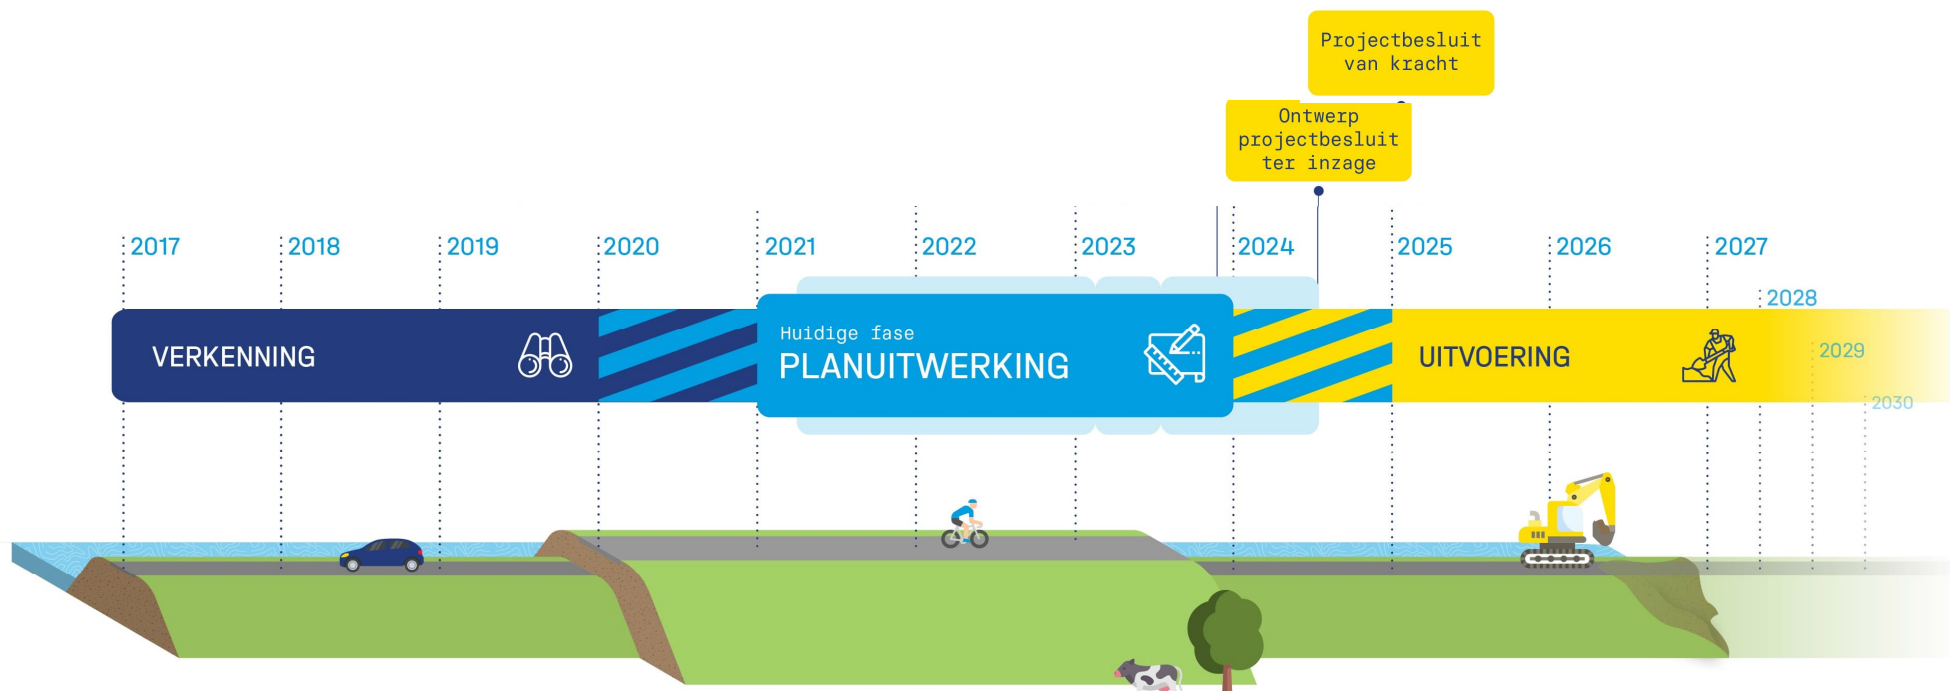 Projectbesluit
van kracht
Ontwerp
projectbesluit
ter inzage
2017
2018
2019
2020
2021
2022
2023
2024
2025
2026
2027
2028
2029
2030
VERKENNING
Huidige fase
PLANUITWERKING
UITVOERING